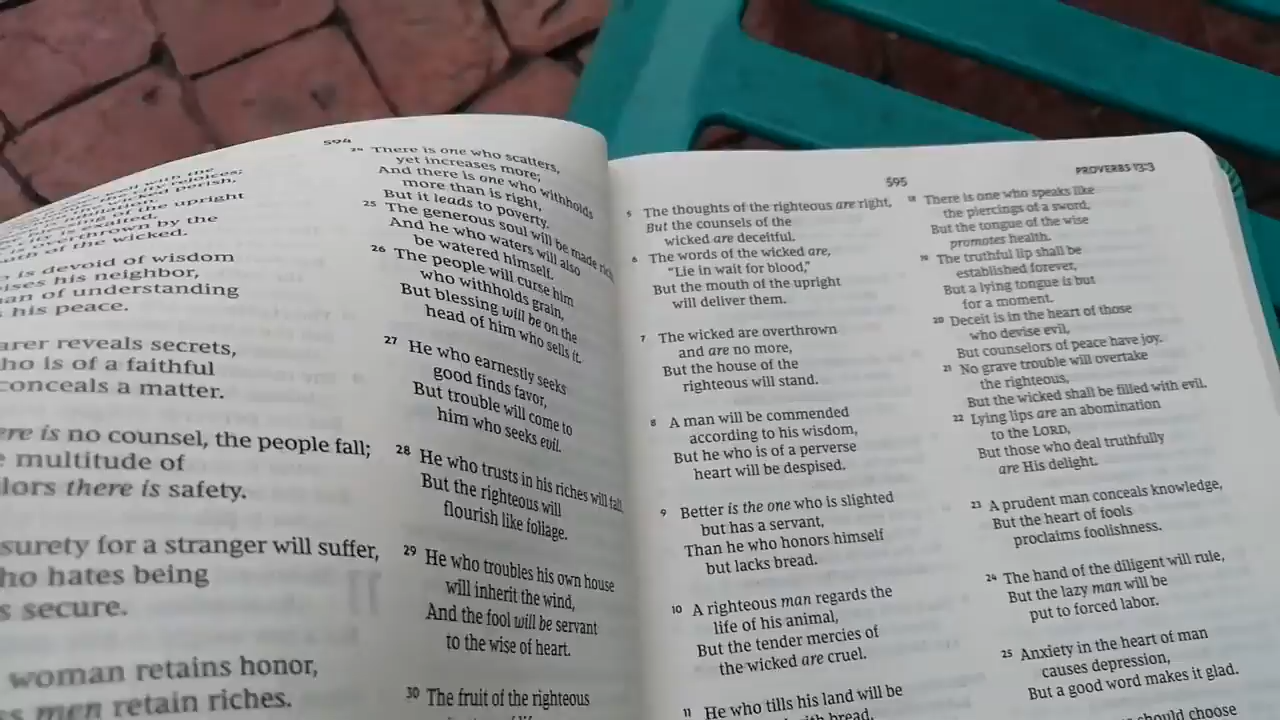 594
well with the
rejoices;
perish,
the upright
is exalted,
thrown by the
of the wicked.
is devoid of wisdom
his neighbor,
of understanding
his peace.
reveals secrets,
ho is of a faithful
conceals a matter.
is no counsel, the people fall;
multitude of
there is safety.
surety for a stranger will suffer,
ho hates being
secure.
woman retains honor,
men retain riches.
24 There is one who scatters,
yet increases more;
And there is one who withholds
more than is right,
But it leads to poverty.
25 The generous soul will be made rich
And he who waters will also
be watered himself.
26 The people will curse him
who withholds grain,
But blessing will be on the
head of him who sells it.
27 He who earnestly seeks
good finds favor,
But trouble will come to
him who seeks evil.
28 He who trusts in his riches will fall,
But the righteous will
flourish like foliage.
29 He who troubles his own house
will inherit the wind,
And the fool will be servant
to the wise of heart.
30 The fruit of the righteous
595
PROVERBS 13:3
5 The thoughts of the righteous are right,
But the counsels of the
wicked are deceitful.
6 The words of the wicked are,
“Lie in wait for blood,”
But the mouth of the upright
will deliver them.
7 The wicked are overthrown
and are no more,
But the house of the
righteous will stand.
8 A man will be commended
according to his wisdom,
But he who is of a perverse
heart will be despised.
9 Better is the one who is slighted
but has a servant,
Than he who honors himself
but lacks bread.
10 A righteous man regards the
life of his animal,
But the tender mercies of
the wicked are cruel.
11 He who tills his land will be
with bread,
18 There is one who speaks like
the piercings of a sword,
But the tongue of the wise
promotes health.
19 The truthful lip shall be
established forever,
But a lying tongue is but
for a moment.
20 Deceit is in the heart of those
who devise evil,
But counselors of peace have joy.
21 No grave trouble will overtake
the righteous,
But the wicked shall be filled with evil.
22 Lying lips are an abomination
to the LORD,
But those who deal truthfully
are His delight.
23 A prudent man conceals knowledge,
But the heart of fools
proclaims foolishness.
24 The hand of the diligent will rule,
But the lazy man will be
put to forced labor.
25 Anxiety in the heart of man
causes depression,
But a good word makes it glad.
should choose